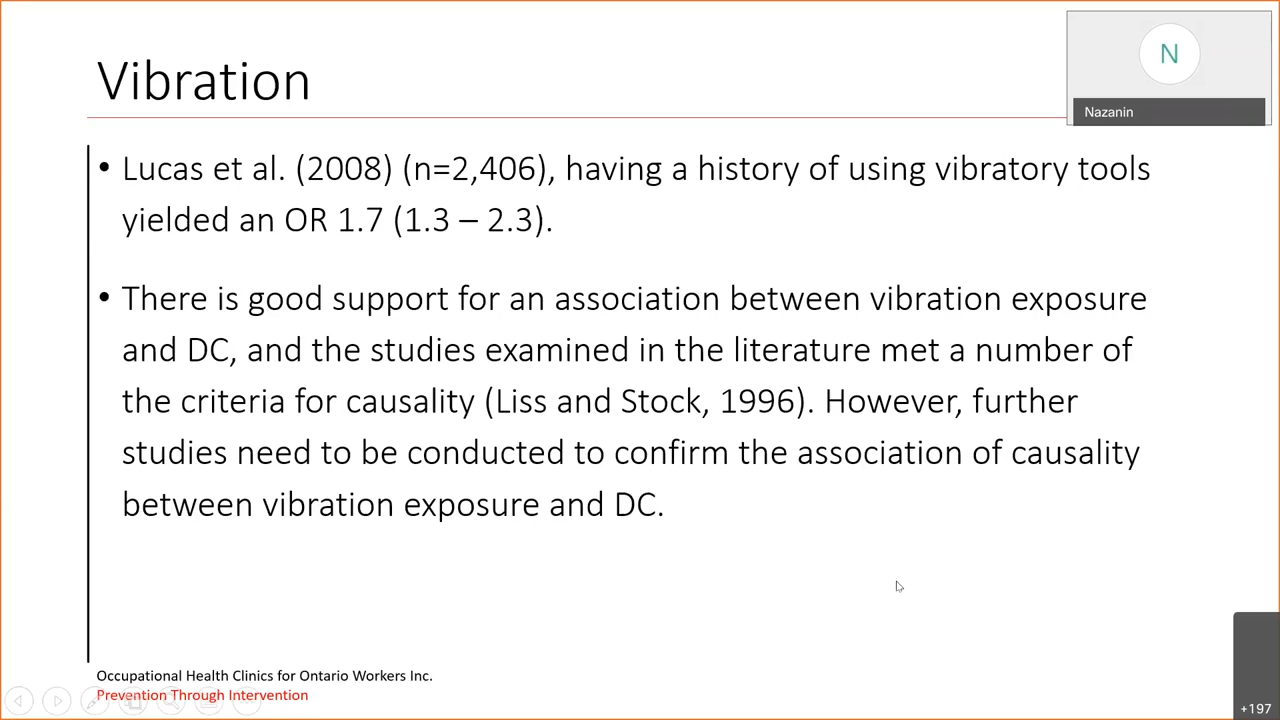 Vibration
N
Nazanin
• Lucas et al. (2008) (n=2,406), having a history of using vibratory tools
yielded an OR 1.7 (1.3 – 2.3).
• There is good support for an association between vibration exposure
and DC, and the studies examined in the literature met a number of
the criteria for causality (Liss and Stock, 1996). However, further
studies need to be conducted to confirm the association of causality
between vibration exposure and DC.
Occupational Health Clinics for Ontario Workers Inc.
Prevention Through Intervention
+197